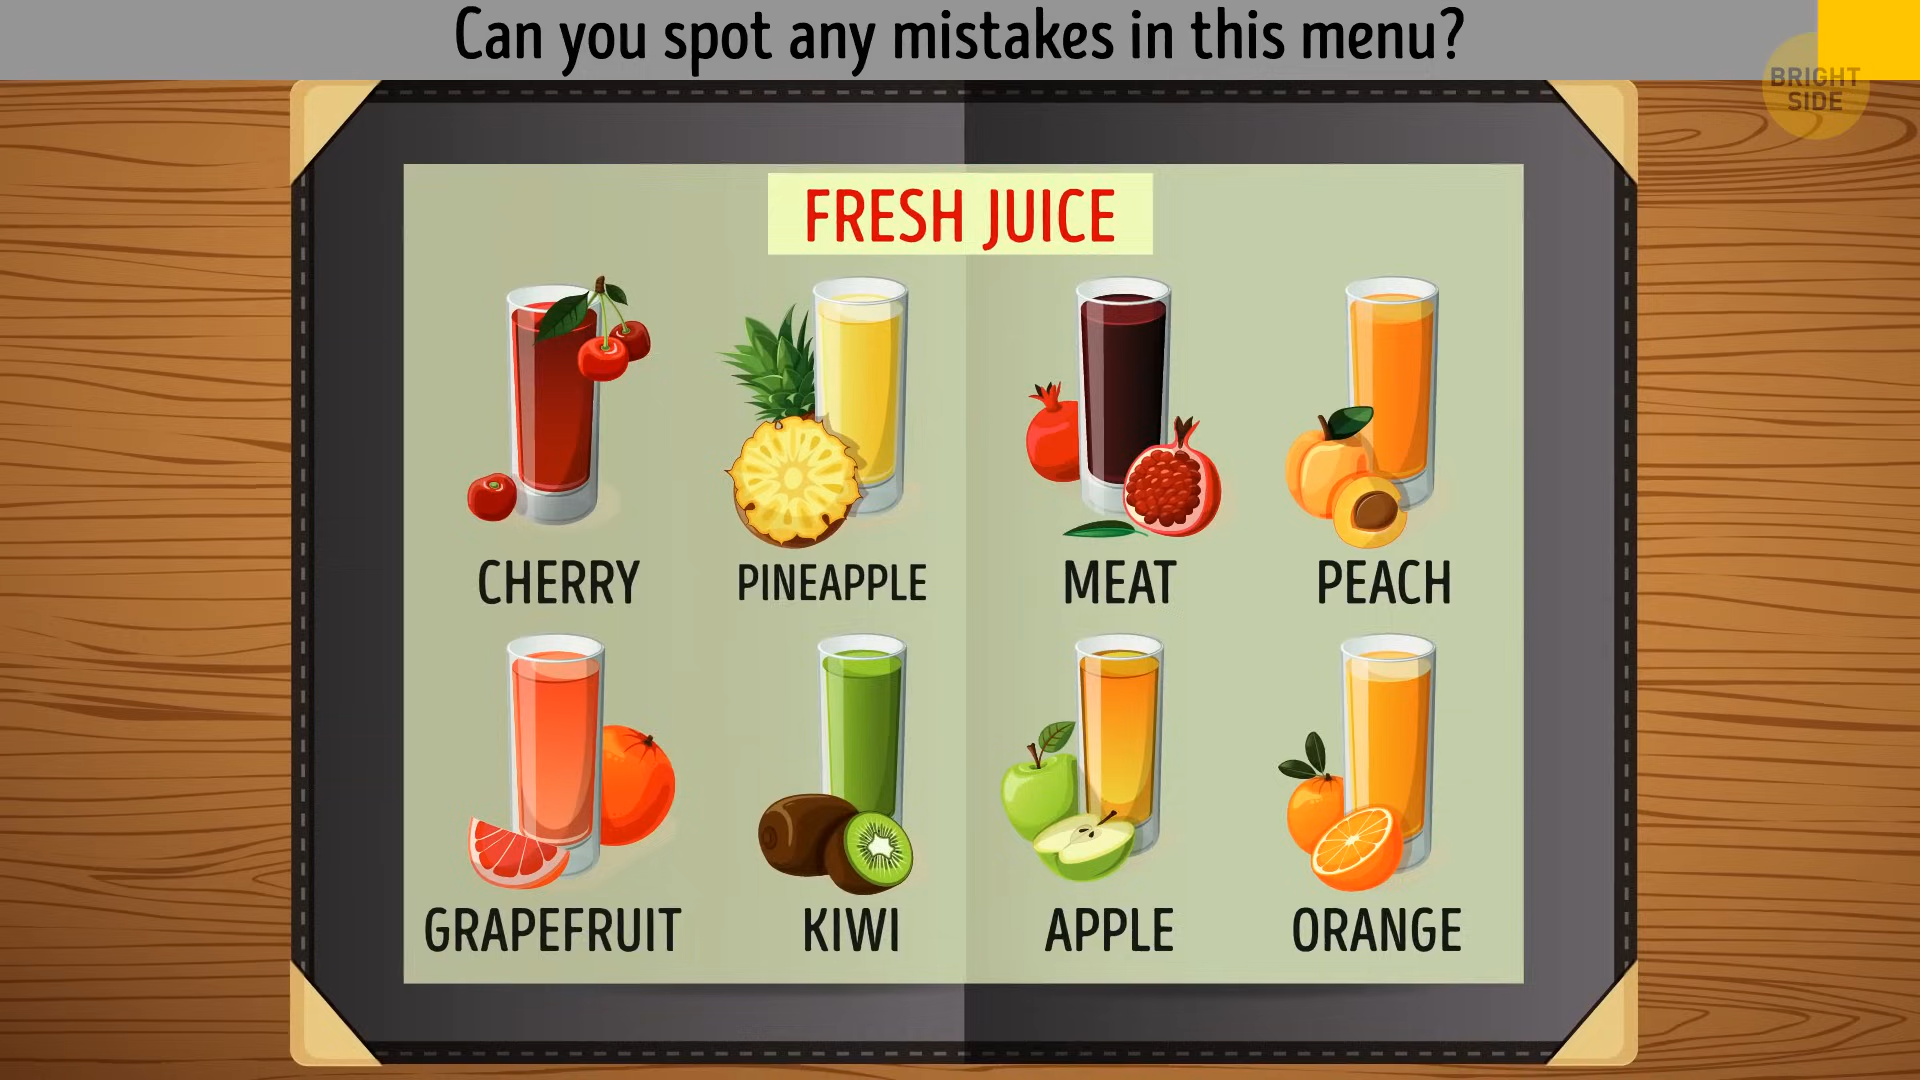 Can you spot any mistakes in this menu?
BRIGHT
SIDE
FRESH JUICE
CHERRY
PINEAPPLE
MEAT
PEACH
GRAPEFRUIT
KIWI
APPLE
ORANGE